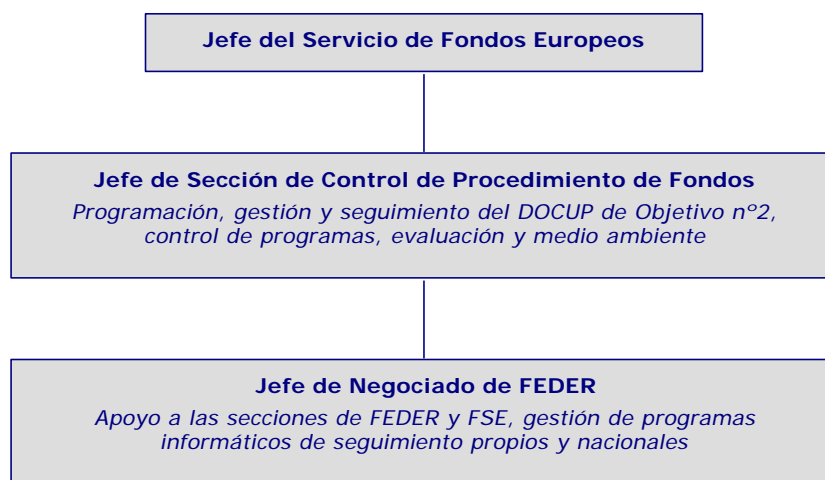 Jefe del Servicio de Fondos Europeos
Jefe de Sección de Control de Procedimiento de Fondos
Programación, gestión y seguimiento del DOCUP de Objetivo nº2,
control de programas, evaluación y medio ambiente
Jefe de Negociado de FEDER
Apoyo a las secciones de FEDER y FSE, gestión de programas
informáticos de seguimiento propios y nacionales